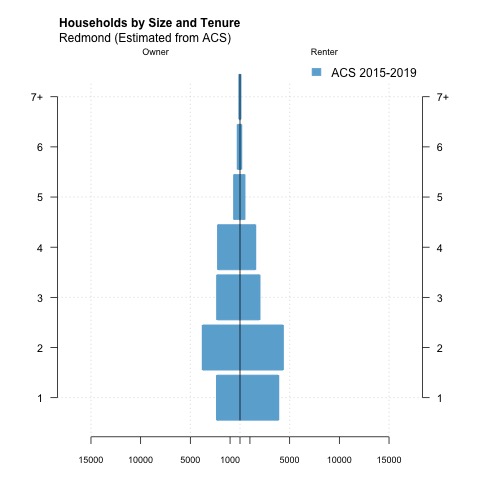 Households by Size and Tenure
Redmond (Estimated from ACS)
Owner Renter
ACS 2015-2019
7+ 7+
6 6
5 5
4 4
3 3
2 2
1 1
15000 10000 5000 1000 5000 10000 15000